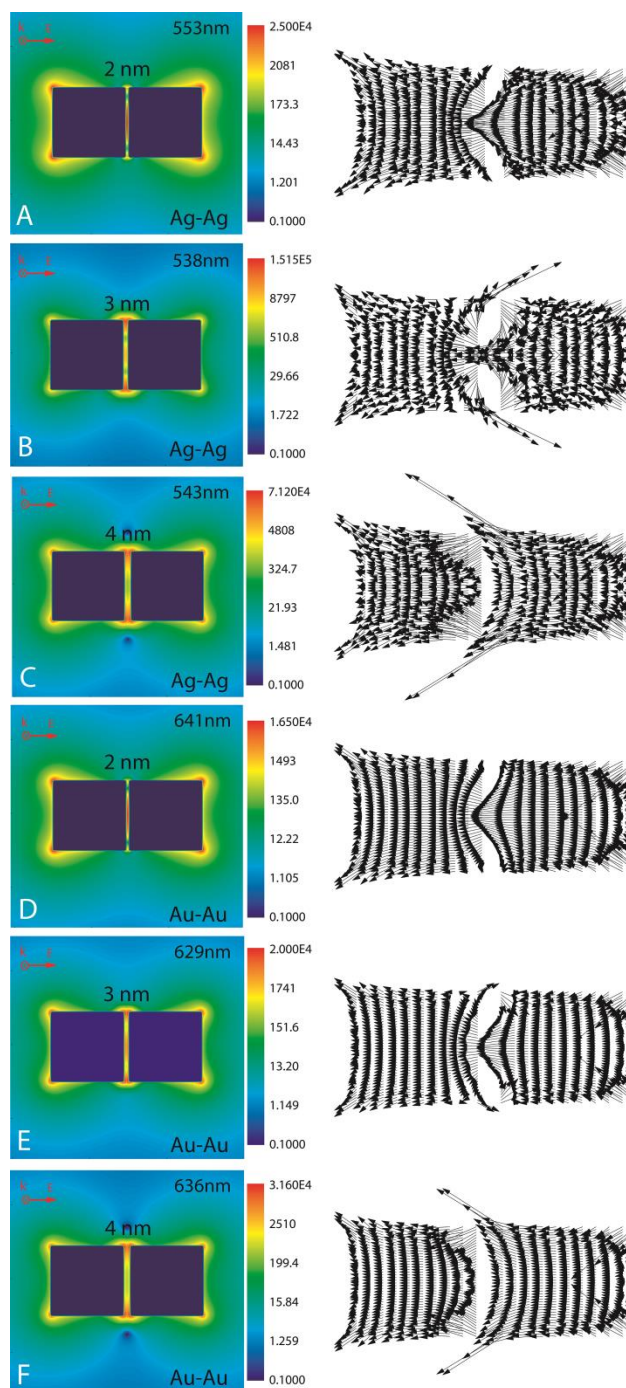 553nm
k E
2 nm
A
Ag-Ag
2.500E4
2081
173.3
14.43
1.201
0.1000
538nm
k E
3 nm
B
Ag-Ag
1.515E5
8797
510.8
29.66
1.722
0.1000
543nm
k E
4 nm
C
Ag-Ag
7.120E4
4808
324.7
21.93
1.481
0.1000
641nm
k E
2 nm
D
Au-Au
1.650E4
1493
135.0
12.22
1.105
0.1000
629nm
k E
3 nm
E
Au-Au
2.000E4
1741
151.6
13.20
1.149
0.1000
636nm
k E
4 nm
F
Au-Au
3.160E4
2510
199.4
15.84
1.259
0.1000